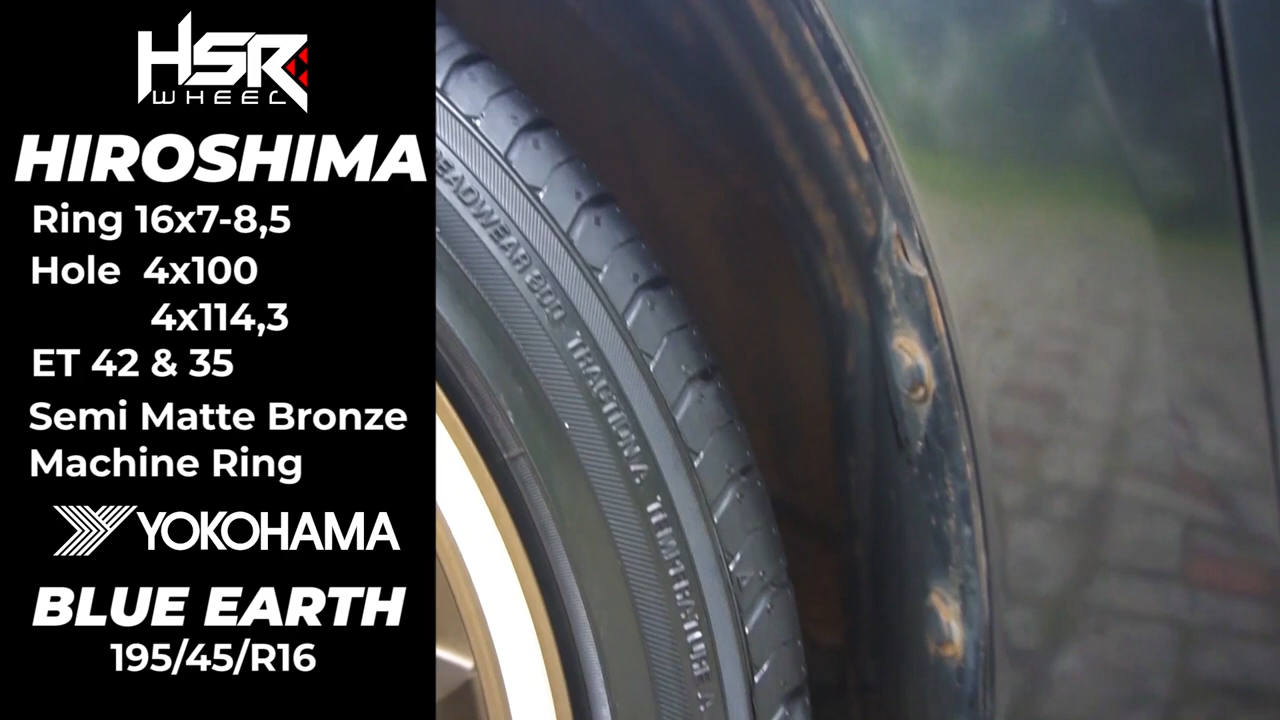 HSR
WHEEL
HIROSHIMA
Ring 16x7-8,5
Hole 4x100
4x114,3
ET 42 & 35
Semi Matte Bronze
Machine Ring
YOKOHAMA
BLUE EARTH
195/45/R16
TREADWEAR 300 TRACTION A TEMPERATURE A